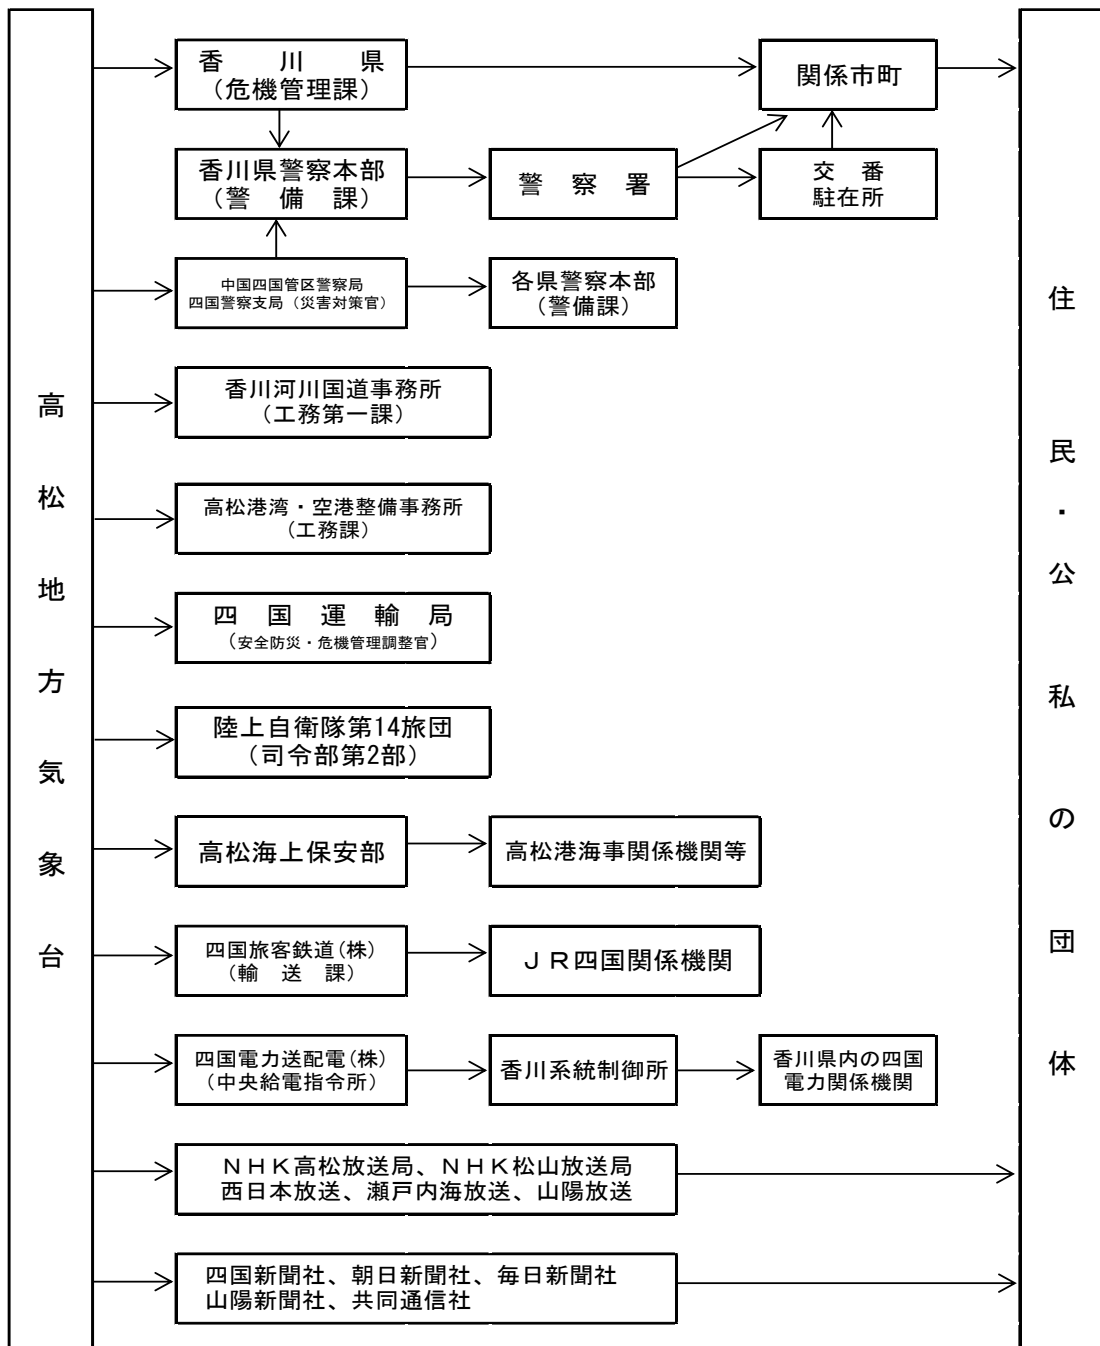 高松地方気象台
香川県
（危機管理課）
関係市町
香川県警察本部
（警備課）
警察署
交番
駐在所
中国四国管区警察局
四国警察支局（災害対策官）
各県警察本部
（警備課）
香川河川国道事務所
（工務第一課）
高松港湾・空港整備事務所
（工務課）
四国運輸局
（安全防災・危機管理調整官）
陸上自衛隊第14旅団
（司令部第2部）
高松海上保安部
高松港海事関係機関等
四国旅客鉄道(株)
（輸送課）
ＪＲ四国関係機関
四国電力送配電(株)
（中央給電指令所）
香川系統制御所
香川県内の四国
電力関係機関
ＮＨＫ高松放送局、ＮＨＫ松山放送局
西日本放送、瀬戸内海放送、山陽放送
四国新聞社、朝日新聞社、毎日新聞社
山陽新聞社、共同通信社
住民・公私の団体